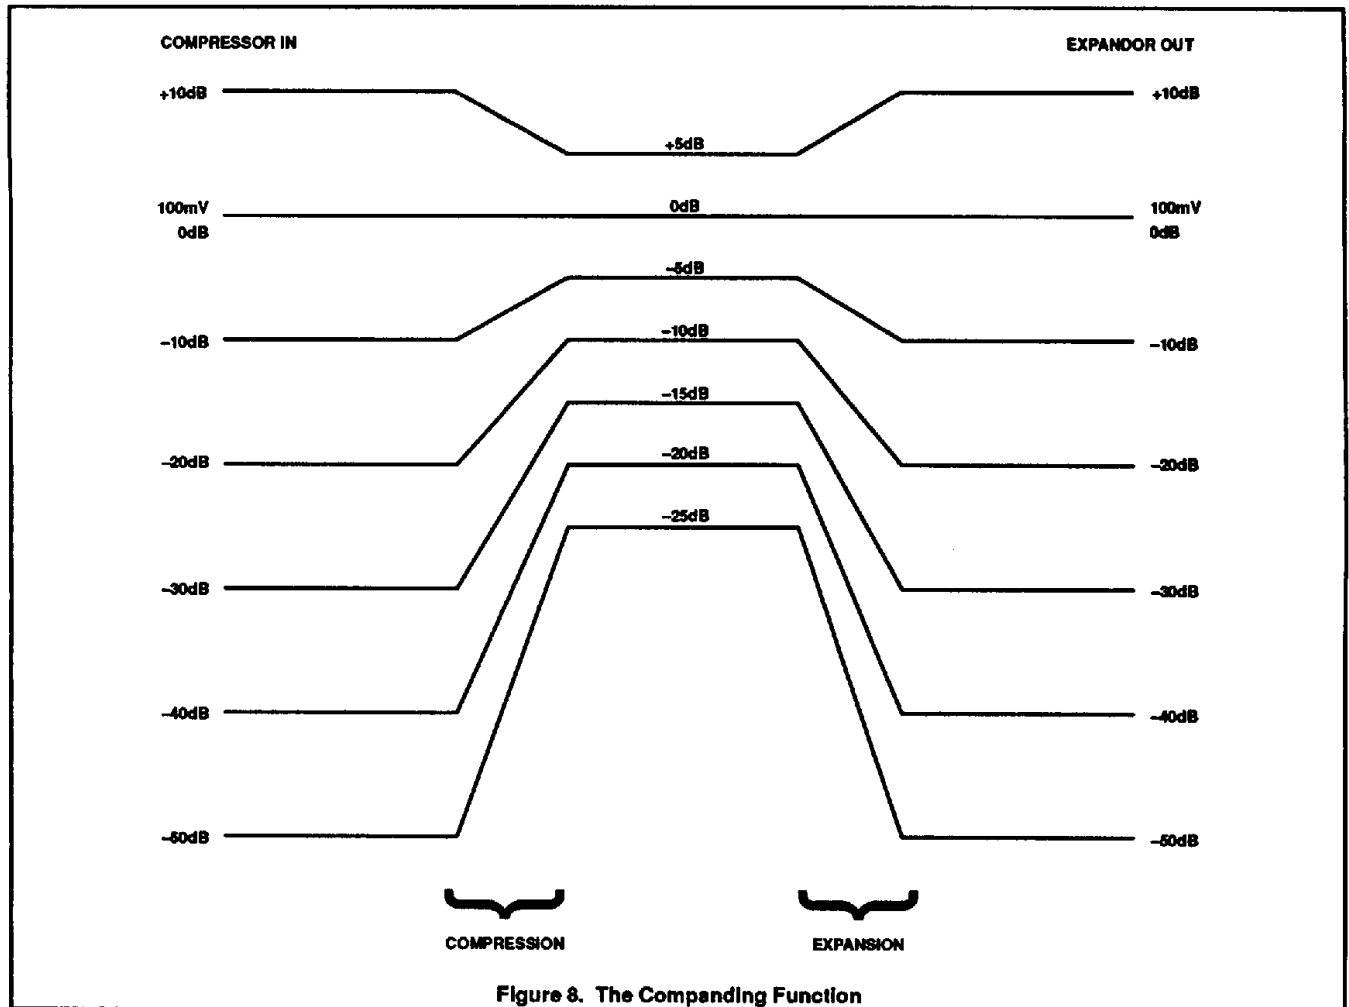 COMPRESSOR IN
EXPANDOR OUT
+10dB
+10dB
+5dB
100mV
0dB
0dB
100mV
0dB
–5dB
–10dB
–10dB
–10dB
–15dB
–20dB
–20dB
–20dB
–25dB
–30dB
–30dB
–40dB
–40dB
–50dB
–50dB
COMPRESSION
EXPANSION
Figure 8. The Companding Function